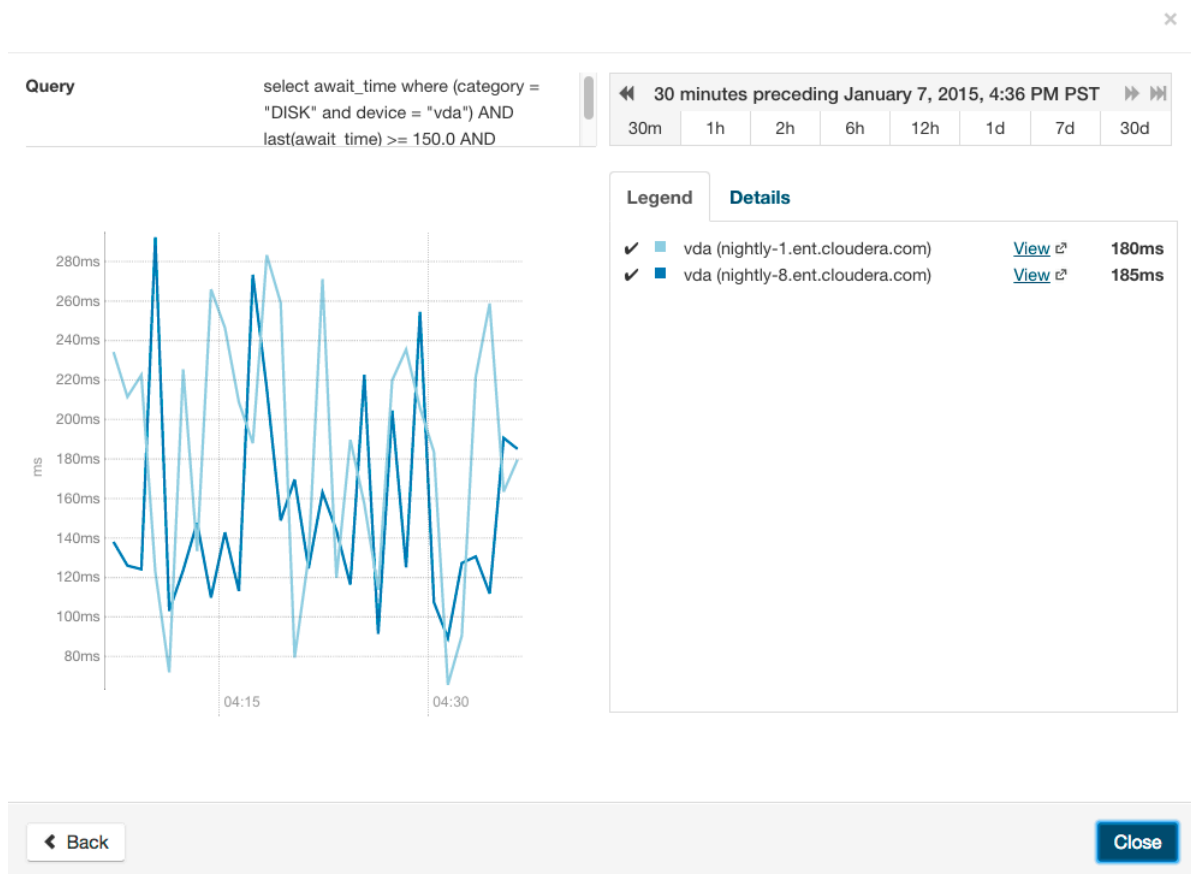 ×
Query
select await_time where (category =
"DISK" and device = "vda") AND
last(await_time) >= 150.0 AND
30 minutes preceding January 7, 2015, 4:36 PM PST
30m 1h 2h 6h 12h 1d 7d 30d
Legend Details
vda (nightly-1.ent.cloudera.com) View 180ms
vda (nightly-8.ent.cloudera.com) View 185ms
280ms
260ms
240ms
220ms
200ms
180ms
160ms
140ms
120ms
100ms
80ms
ms
04:15 04:30
Back Close